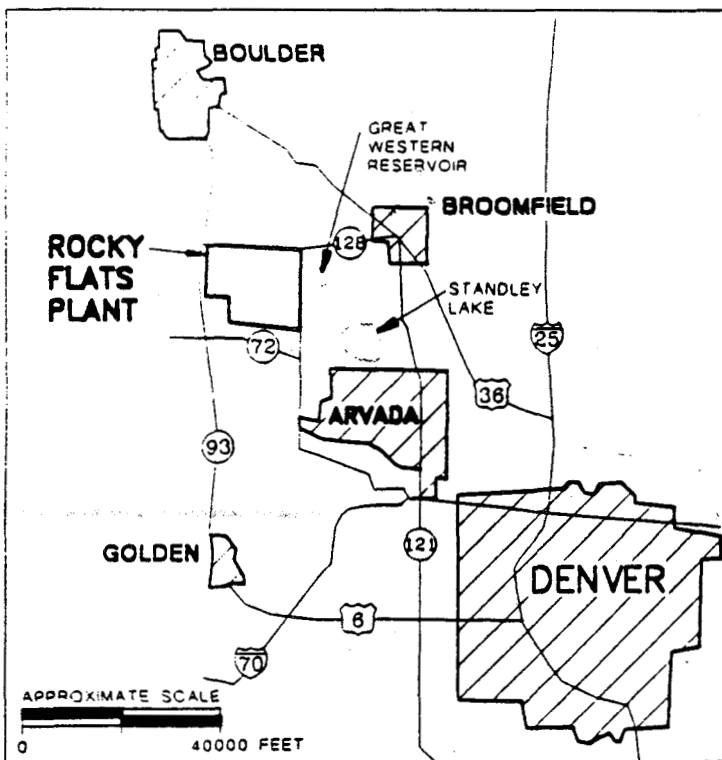 BOULDER
GREAT
WESTERN
RESERVOIR
BROOMFIELD
128
ROCKY
FLATS
PLANT
STANDLEY
LAKE
72
25
36
ARVADA
93
121
GOLDEN
DENVER
6
70
APPROXIMATE SCALE
0 40000 FEET